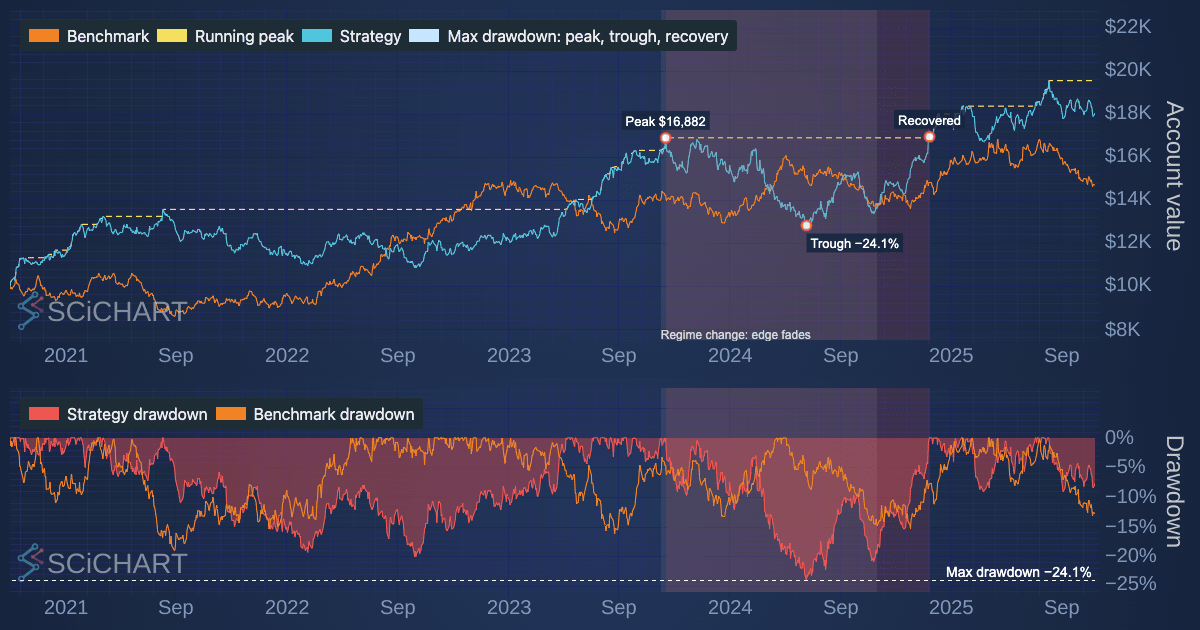 Benchmark Running peak Strategy Max drawdown: peak, trough, recovery
$22K
$20K
$18K
$16K
$14K
$12K
$10K
$8K
Account value
Peak $16,882
Recovered
Trough −24.1%
Regime change: edge fades
SCiCHART
2021 Sep 2022 Sep 2023 Sep 2024 Sep 2025 Sep
Strategy drawdown Benchmark drawdown
0%
−5%
−10%
−15%
−20%
−25%
Drawdown
Max drawdown −24.1%
SCiCHART
2021 Sep 2022 Sep 2023 Sep 2024 Sep 2025 Sep